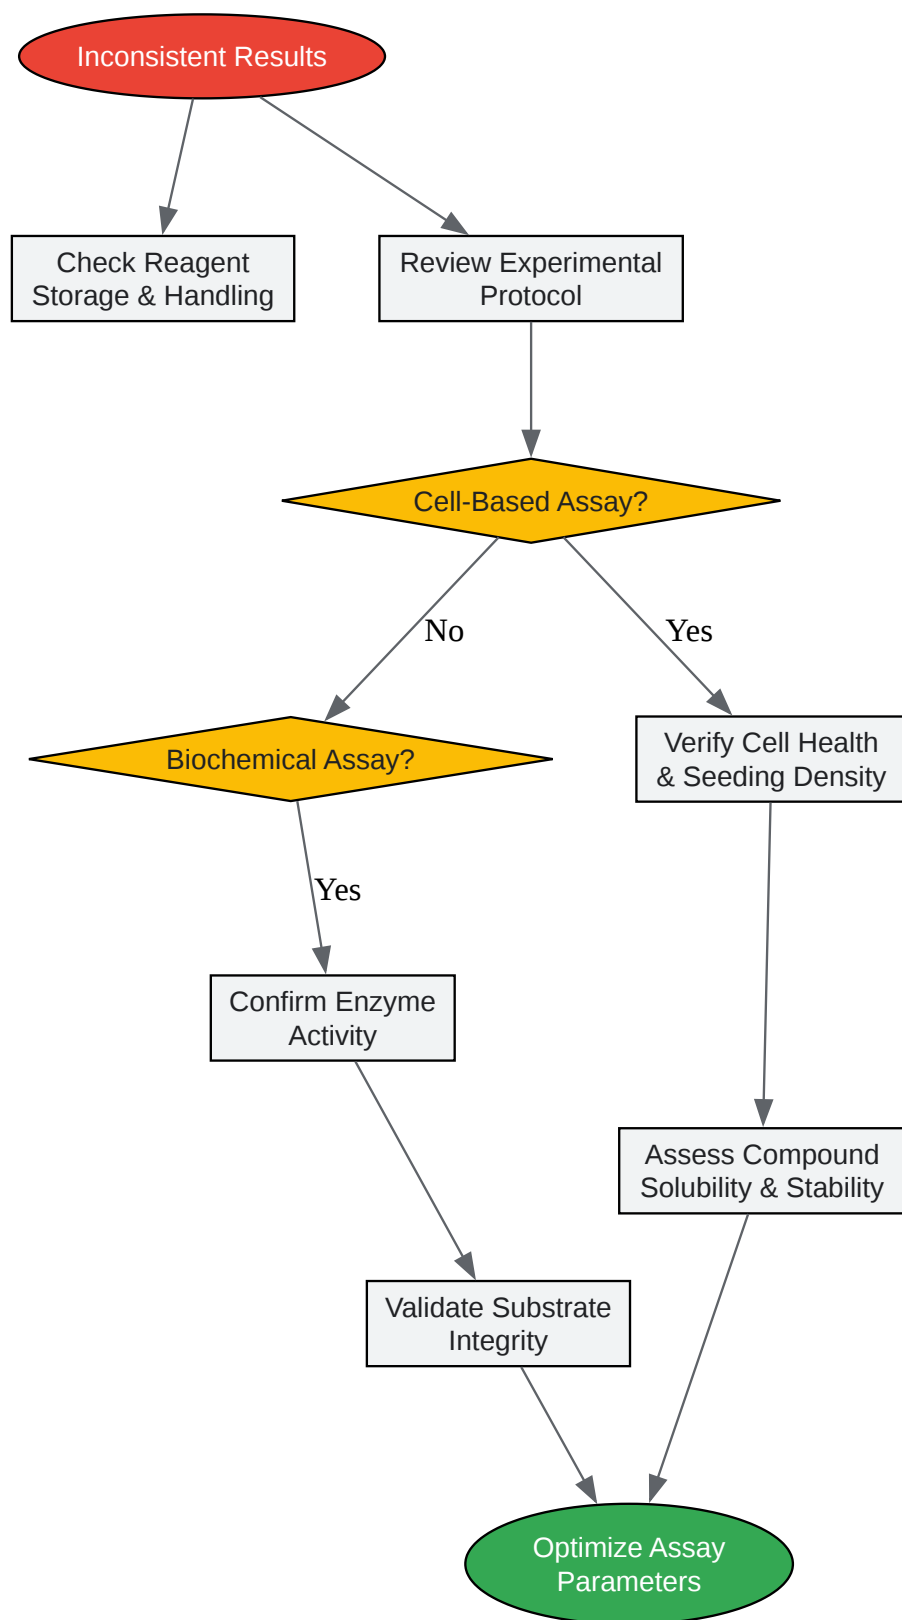 Inconsistent Results
Check Reagent
Storage & Handling
Review Experimental
Protocol
Cell-Based Assay?
No
Yes
Biochemical Assay?
Verify Cell Health
& Seeding Density
Yes
Confirm Enzyme
Activity
Assess Compound
Solubility & Stability
Validate Substrate
Integrity
Optimize Assay
Parameters